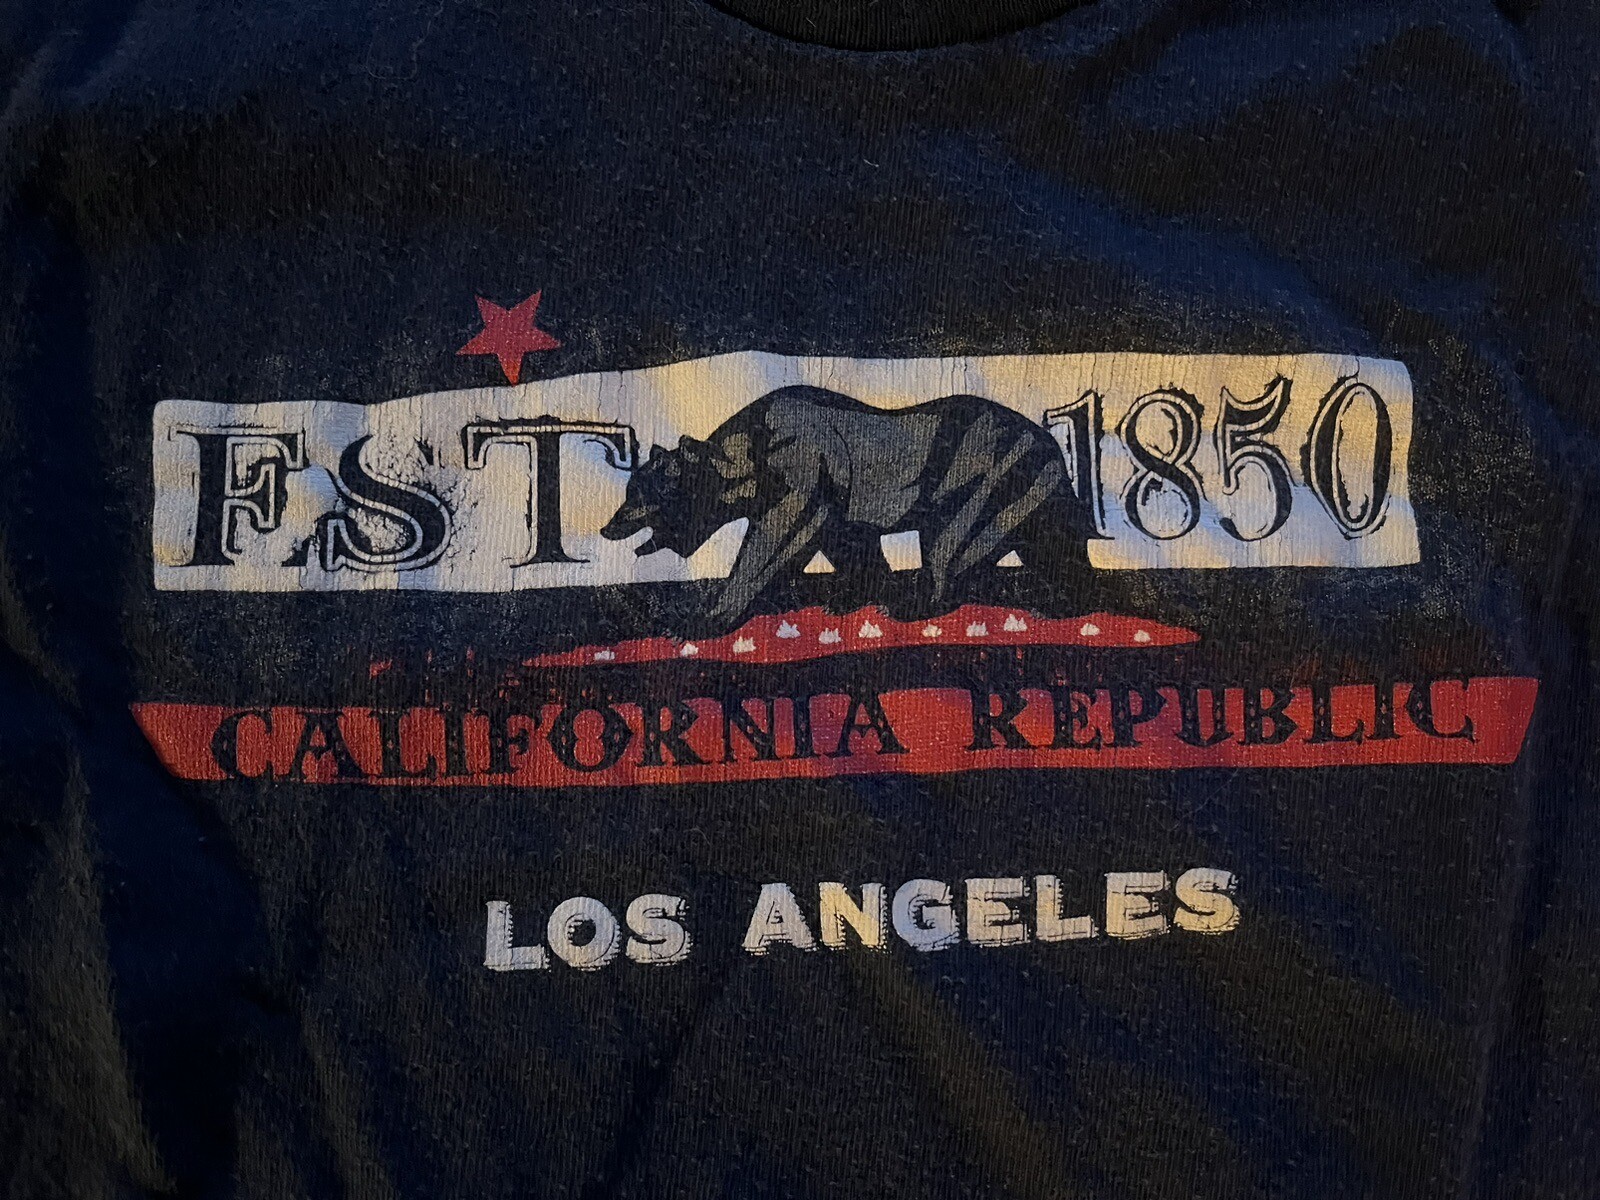 EST 1850
CALIFORNIA REPUBLIC
LOS ANGELES